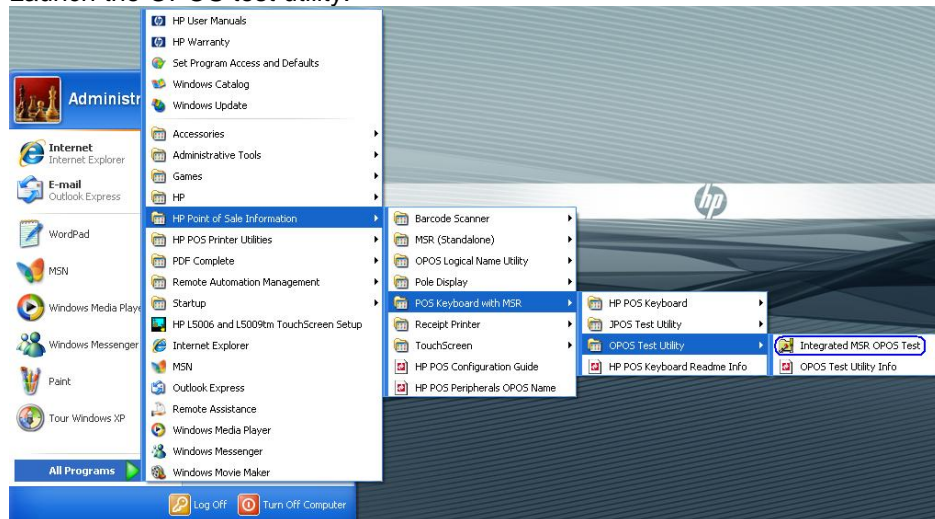 Launch the OPOS test utility.
HP User Manuals
HP Warranty
Set Program Access and Defaults
Windows Catalog
Windows Update
Accessories
Administrative Tools
Games
HP
HP Point of Sale Information
HP POS Printer Utilities
PDF Complete
Remote Automation Management
Startup
HP L5006 and L5009tm TouchScreen Setup
Internet Explorer
MSN
Outlook Express
Remote Assistance
Windows Media Player
Windows Messenger
Windows Movie Maker
Administr
Internet
Internet Explorer
E-mail
Outlook Express
WordPad
MSN
Windows Media Playe
Windows Messenger
Paint
Tour Windows XP
All Programs
Log Off
Turn Off Computer
hp
Barcode Scanner
MSR (Standalone)
OPOS Logical Name Utility
Pole Display
POS Keyboard with MSR
Receipt Printer
TouchScreen
HP POS Configuration Guide
HP POS Peripherals OPOS Name
HP POS Keyboard
JPOS Test Utility
OPOS Test Utility
HP POS Keyboard Readme Info
Integrated MSR OPOS Test
OPOS Test Utility Info